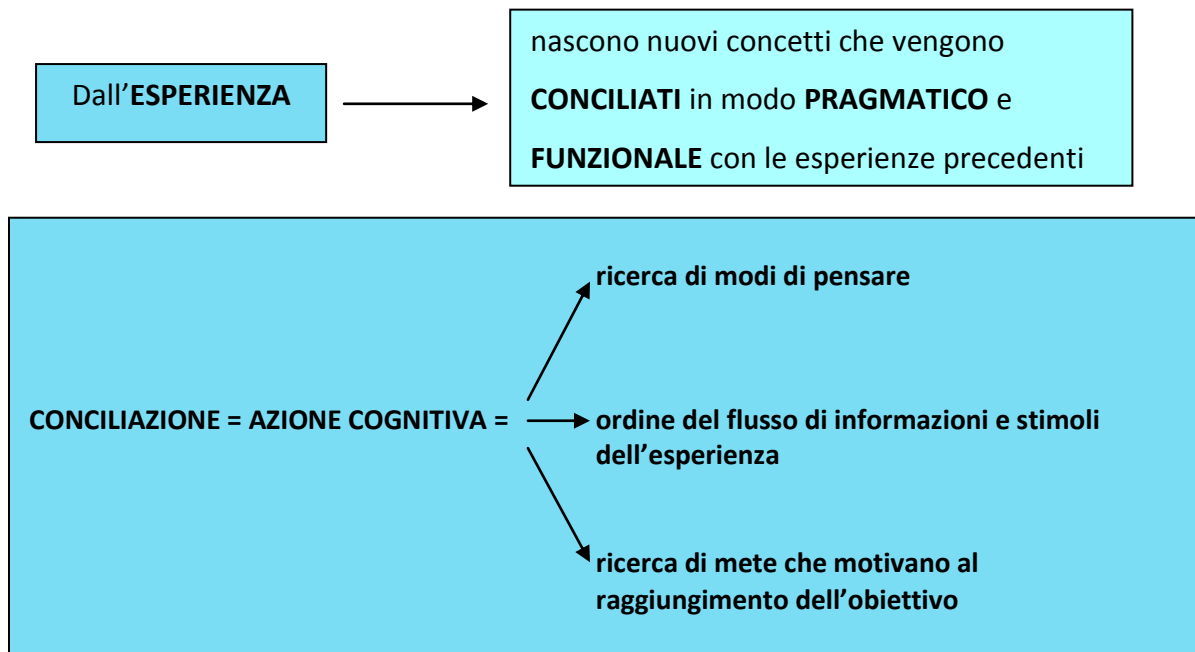 Dall’ESPERIENZA
nascono nuovi concetti che vengono
CONCILIATI in modo PRAGMATICO e
FUNZIONALE con le esperienze precedenti
ricerca di modi di pensare
CONCILIAZIONE = AZIONE COGNITIVA =
ordine del flusso di informazioni e stimoli
dell’esperienza
ricerca di mete che motivano al
raggiungimento dell’obiettivo